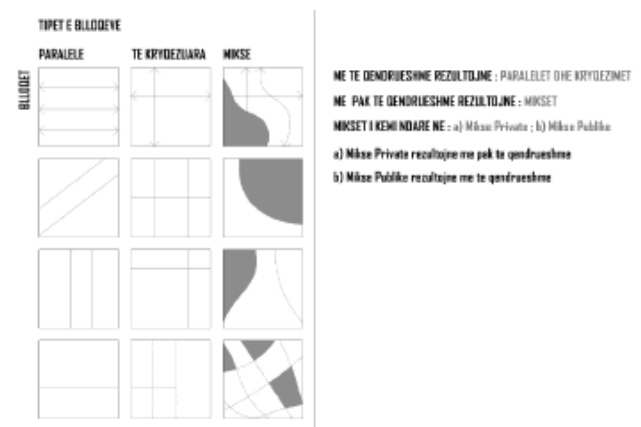 TIPET E BLLOQEVE
PARALELE TE KRYQEZUARA MIKSE
BLLOQET
ME TE QENDRUESHME REZULTOJNE : PARALELET DHE KRYQEZIMET
ME PAK TE QENDRUESHME REZULTOJNE : MIKSET
MIKSET I KEMI NDARE NE : a) Mikse Private ; b) Mikse Publike
a) Mikse Private rezultojne me pak te qendrueshme
b) Mikse Publike rezultojne me te qendrueshme